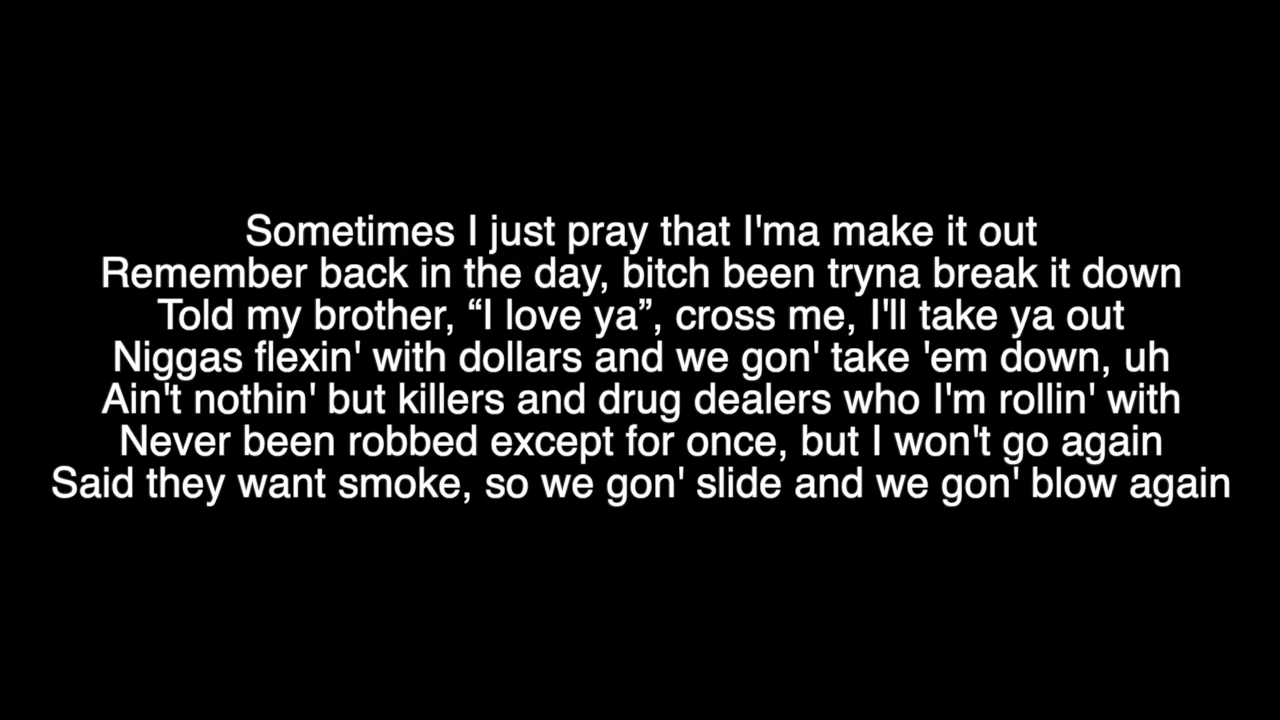 Sometimes I just pray that I'ma make it out
Remember back in the day, bitch been tryna break it down
Told my brother, “I love ya”, cross me, I'll take ya out
Niggas flexin' with dollars and we gon' take 'em down, uh
Ain't nothin' but killers and drug dealers who I'm rollin' with
Never been robbed except for once, but I won't go again
Said they want smoke, so we gon' slide and we gon' blow again